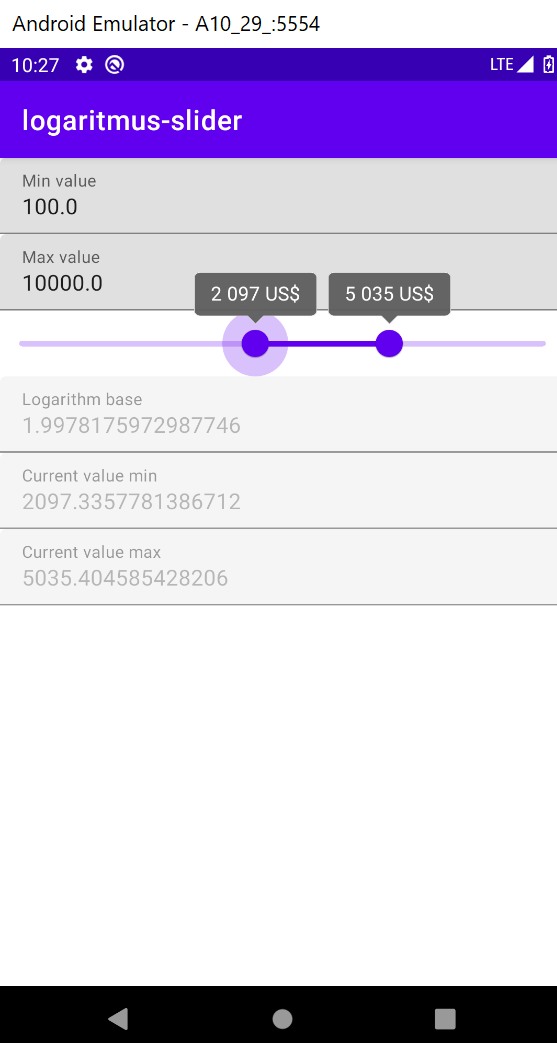 Android Emulator - A10_29_:5554
10:27 LTE
logaritmus-slider
Min value
100.0
Max value
10000.0
2 097 US$ 5 035 US$
Logarithm base
1.9978175972987746
Current value min
2097.3357781386712
Current value max
5035.404585428206